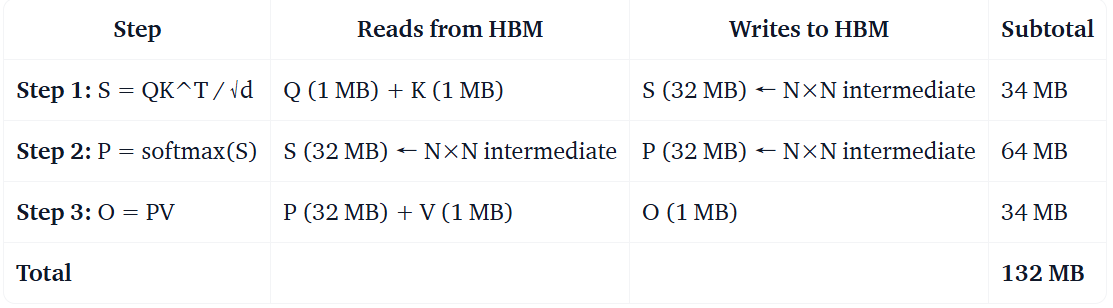 Step Reads from HBM Writes to HBM Subtotal
Step 1: S = QK^T / √d Q (1 MB) + K (1 MB) S (32 MB) ← N×N intermediate 34 MB
Step 2: P = softmax(S) S (32 MB) ← N×N intermediate P (32 MB) ← N×N intermediate 64 MB
Step 3: O = PV P (32 MB) + V (1 MB) O (1 MB) 34 MB
Total 132 MB